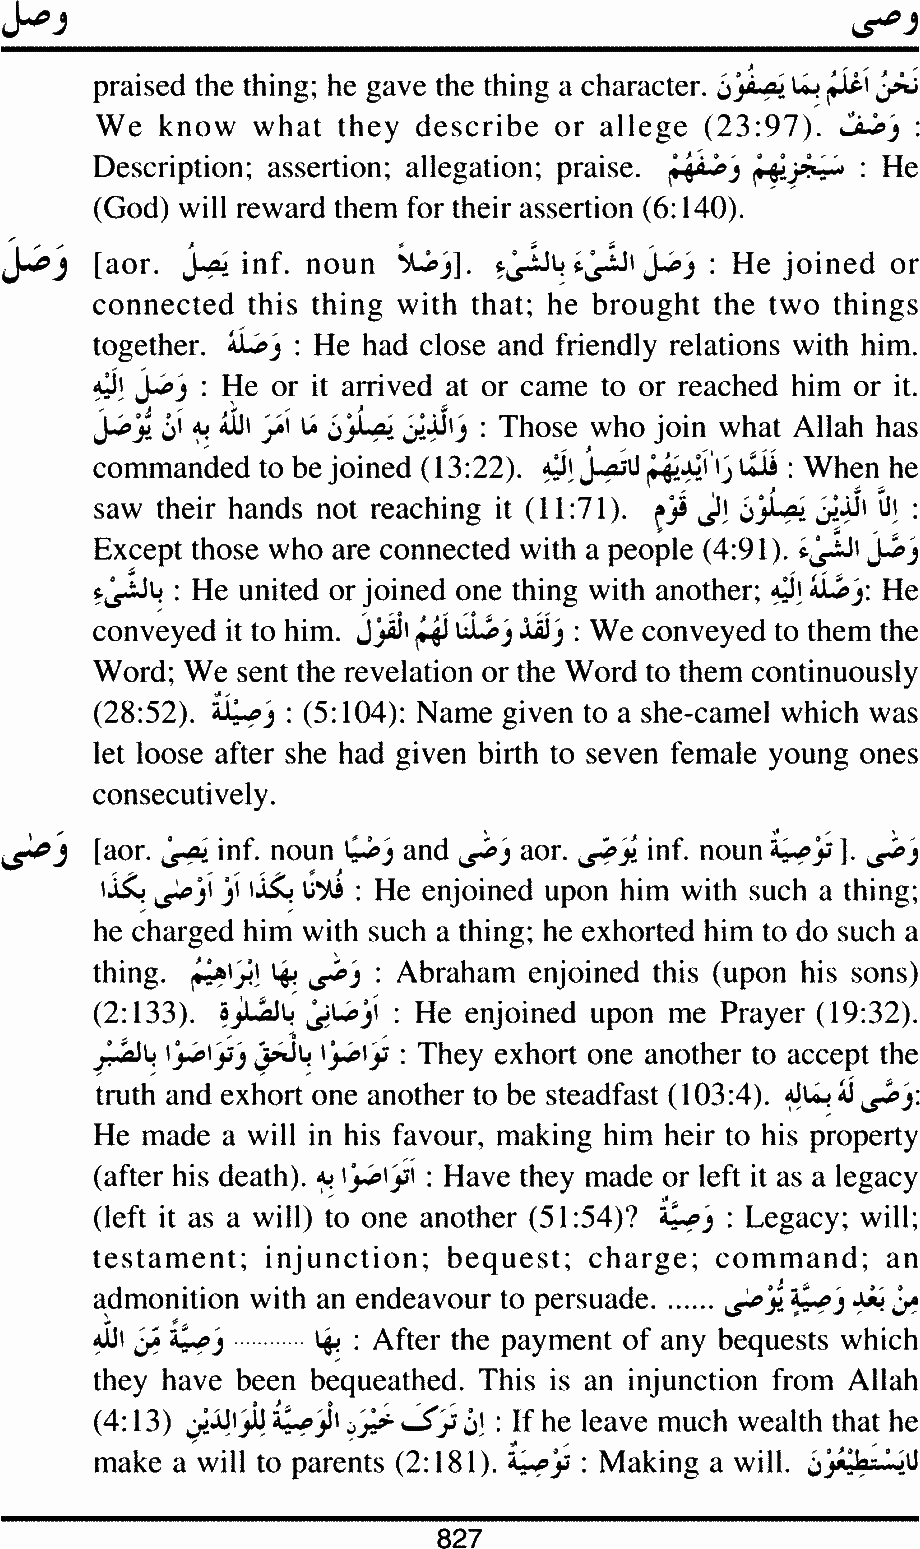 وصل وصى
praised the thing; he gave the thing a character. نَحْنُ اَعْلَمُ بِمَا يَصِفُوْنَ
We know what they describe or allege (23:97). وَصْفٌ :
Description; assertion; allegation; praise. سَيَجْزِيْهِمْ وَصْفَهُمْ : He
(God) will reward them for their assertion (6:140).
وَصَلَ [aor. يَصِلُ inf. noun وَصْلاً]. وَصَلَ الشَّىْءَ بِالشَّىْءِ : He joined or
connected this thing with that; he brought the two things
together. وَصَلَهُ : He had close and friendly relations with him.
وَصَلَ اِلَيْهِ : He or it arrived at or came to or reached him or it.
وَالَّذِيْنَ يَصِلُوْنَ مَا اَمَرَ اللهُ بِهِ اَنْ يُوْصَلَ : Those who join what Allah has
commanded to be joined (13:22). فَلَمَّا رَاٰ اَيْدِيَهُمْ لَاتَصِلُ اِلَيْهِ : When he
saw their hands not reaching it (11:71). اِلَّا الَّذِيْنَ يَصِلُوْنَ اِلٰى قَوْمٍ :
Except those who are connected with a people (4:91). وَصَّلَ الشَّىْءَ
بِالشَّىْءِ : He united or joined one thing with another; وَصَّلَهُ اِلَيْهِ: He
conveyed it to him. وَلَقَدْ وَصَّلْنَا لَهُمُ الْقَوْلَ : We conveyed to them the
Word; We sent the revelation or the Word to them continuously
(28:52). وَصِيْلَةٌ : (5:104): Name given to a she-camel which was
let loose after she had given birth to seven female young ones
consecutively.
وَصٰى [aor. يَصِىْ inf. noun وَصْيًا and وَصّٰى aor. يُوَصِّى inf. noun تَوْصِيَةٌ ]. وَصّٰى
فُلَانًا بِكَذَا اَوْ اَوْصٰى بِكَذَا : He enjoined upon him with such a thing;
he charged him with such a thing; he exhorted him to do such a
thing. وَصّٰى بِهَا اِبْرَاهِيْمُ : Abraham enjoined this (upon his sons)
(2:133). اَوْصَانِىْ بِالصَّلٰوةِ : He enjoined upon me Prayer (19:32).
تَوَاصَوْا بِالْحَقِّ وَتَوَاصَوْا بِالصَّبْرِ : They exhort one another to accept the
truth and exhort one another to be steadfast (103:4). وَصّٰى لَهُ بِمَالِهِ:
He made a will in his favour, making him heir to his property
(after his death). اَتَوَاصَوْا بِهِ : Have they made or left it as a legacy
(left it as a will) to one another (51:54)? وَصِيَّةٌ : Legacy; will;
testament; injunction; bequest; charge; command; an
admonition with an endeavour to persuade. ...... مِنْ بَعْدِ وَصِيَّةٍ يُوْصٰى
بِهَا ........... وَصِيَّةً مِّنَ اللهِ : After the payment of any bequests which
they have been bequeathed. This is an injunction from Allah
(4:13) اِنْ تَرَكَ خَيْرَنِ الْوَصِيَّةُ لِلْوَالِدَيْنِ : If he leave much wealth that he
make a will to parents (2:181). تَوْصِيَةٌ : Making a will. لَايَسْتَطِيْعُوْنَ
827